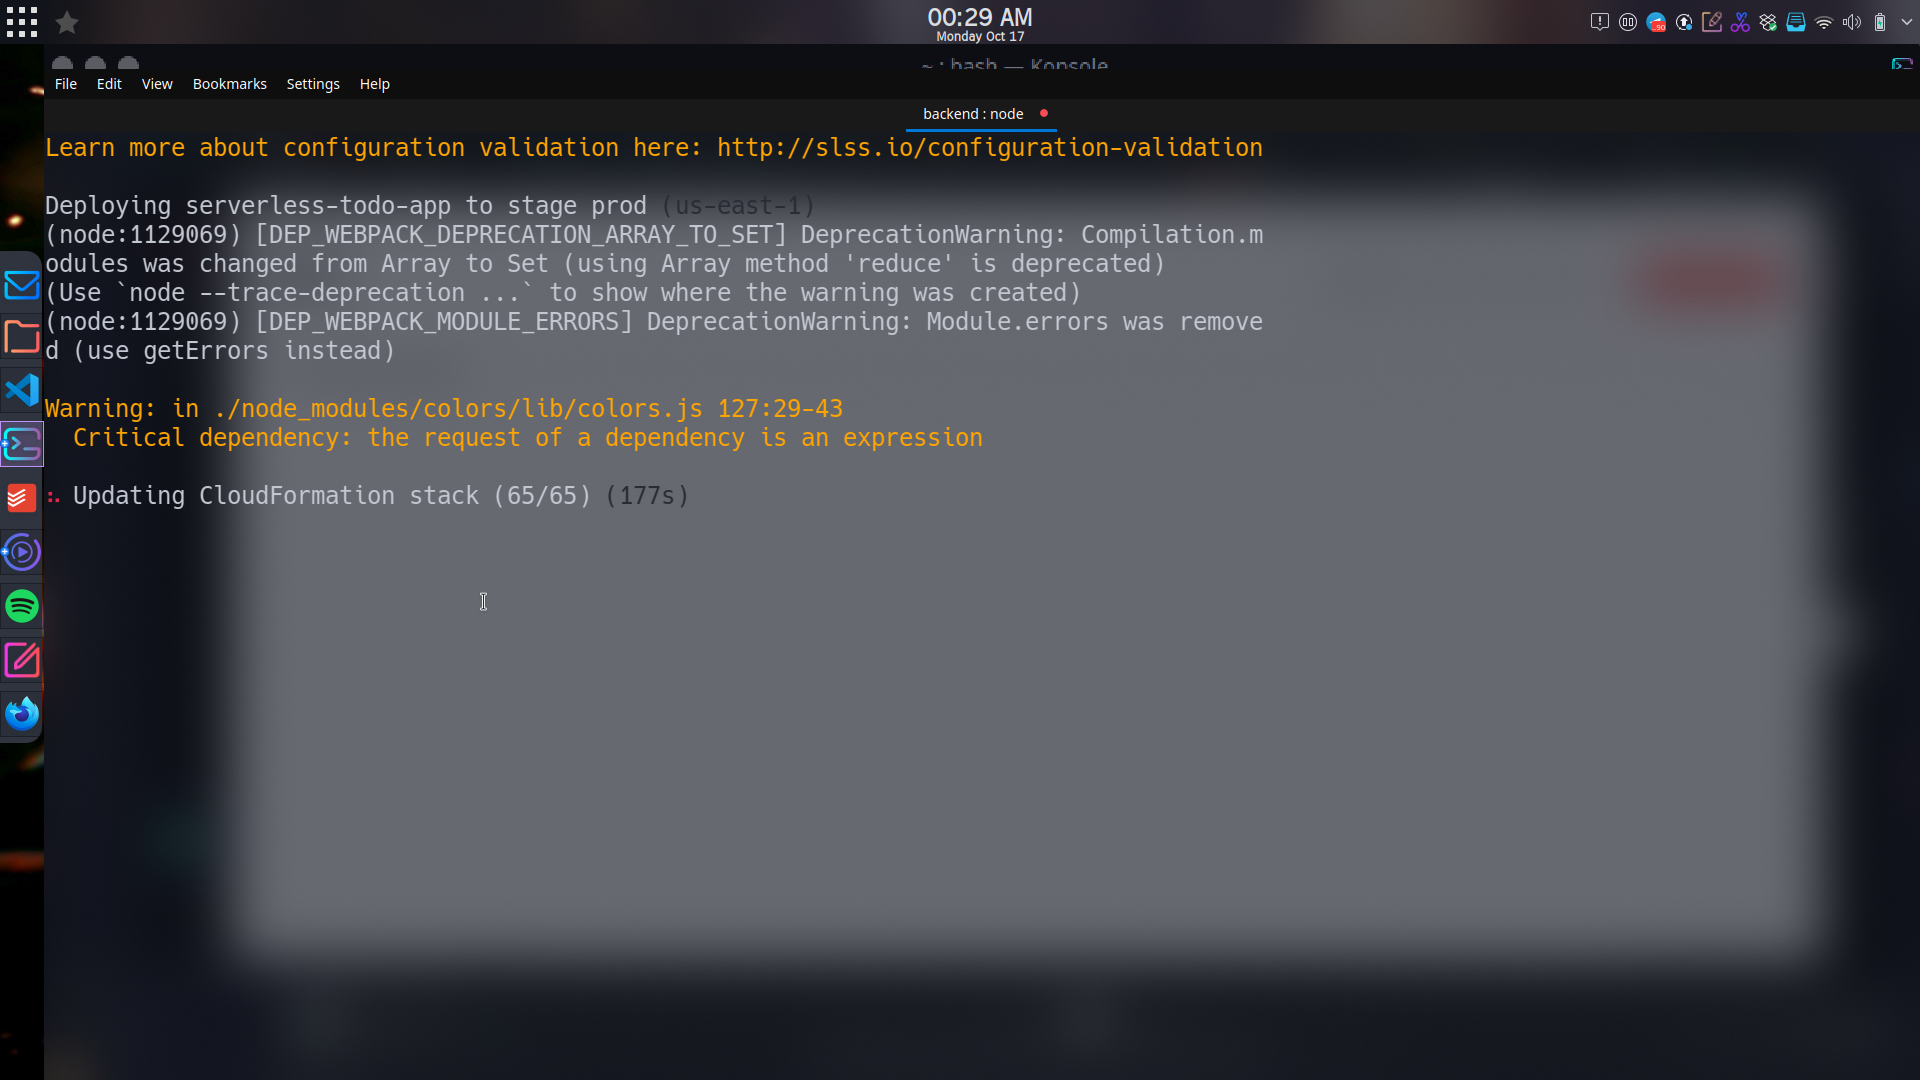 00:29 AM
Monday Oct 17
~ : bash — Konsole
File Edit View Bookmarks Settings Help
backend : node
Learn more about configuration validation here: http://slss.io/configuration-validation
Deploying serverless-todo-app to stage prod (us-east-1)
(node:1129069) [DEP_WEBPACK_DEPRECATION_ARRAY_TO_SET] DeprecationWarning: Compilation.m
odules was changed from Array to Set (using Array method 'reduce' is deprecated)
(Use `node --trace-deprecation ...` to show where the warning was created)
(node:1129069) [DEP_WEBPACK_MODULE_ERRORS] DeprecationWarning: Module.errors was remove
d (use getErrors instead)
Warning: in ./node_modules/colors/lib/colors.js 127:29-43
Critical dependency: the request of a dependency is an expression
Updating CloudFormation stack (65/65) (177s)